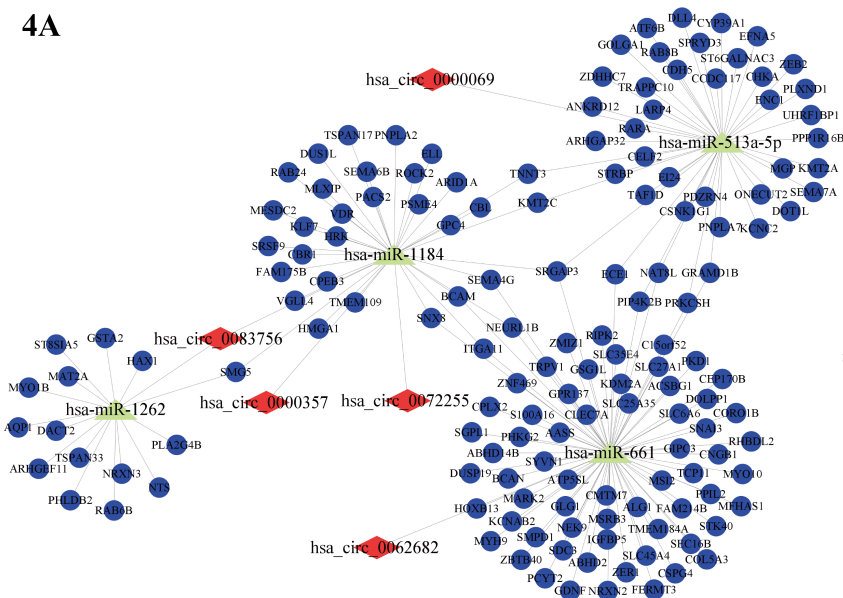 4A
DLL4
CYP39A1
ATF6B
EFNA5
GOLGA1
RAB8B
SPRYD3
ST6GALNAC3
ZEB2
CDH5
CCDC117
CHKA
ZDHHC7
TRAPPC10
PLXND1
hsa_circ_0000069
ENC1
ANKRD12
LARP4
UHRF1BP1
RARA
PPP1R16B
ARHGAP32
hsa-miR-513a-5p
TSPAN17
PNPLA2
DUS1L
ELL
CELF2
RAB24
SEMA6B
ROCK2
TNNT3
STRBP
EI24
MGP
KMT2A
MLXIP
ARID1A
PACS2
PSME4
TAF1D
PDZRN4
ONECUT2
SEMA7A
MESDC2
VDR
CBL
KMT2C
CSNK1G1
DOT1L
KLF7
HRK
GPC4
PNPLA7
KCNC2
SRSF9
CBR1
hsa-miR-1184
FAM175B
CPEB3
SEMA4G
SRGAP3
ECE1
NAT8L
GRAMD1B
VGLL4
TMEM109
BCAM
PIP4K2B
PRKCSH
SNX8
HMGA1
NEURL1B
hsa_circ_0083756
ST8SIA5
GSTA2
ITGA11
ZMIZ1
RIPK2
C15orf52
HAX1
SLC35E4
PKD1
MAT2A
SMG5
TRPV1
GSG1L
SLC27A1
CEP170B
MYO1B
ZNF469
GPR137
KDM2A
ACSBG1
DOLPP1
hsa-miR-1262
hsa_circ_0000357
hsa_circ_0072255
CPLX2
S100A16
CLEC7A
SLC25A35
SLC6A6
CORO1B
AQP1
DACT2
SGPL1
PHKG2
AASS
SNAI3
RHBDL2
PLA2G4B
ABHD14B
hsa-miR-661
GIPC3
CNGB1
TSPAN33
SYVN1
ARHGEF11
NRXN3
DUSP19
BCAN
ATP5SL
MSI2
TCP11
MYO10
NTS
PHLDB2
MARK2
CMTM7
PPIL2
RAB6B
HOXB13
GLG1
ALG1
FAM214B
MFHAS1
KCNAB2
NEK9
MSRB3
TMEM184A
STK40
MYH9
SMPD1
IGFBP5
SEC16B
hsa_circ_0062682
SDC3
ZBTB40
ABHD2
SLC45A4
COL5A3
PCYT2
ZER1
CSPG4
GDNF
NRXN2
FERMT3